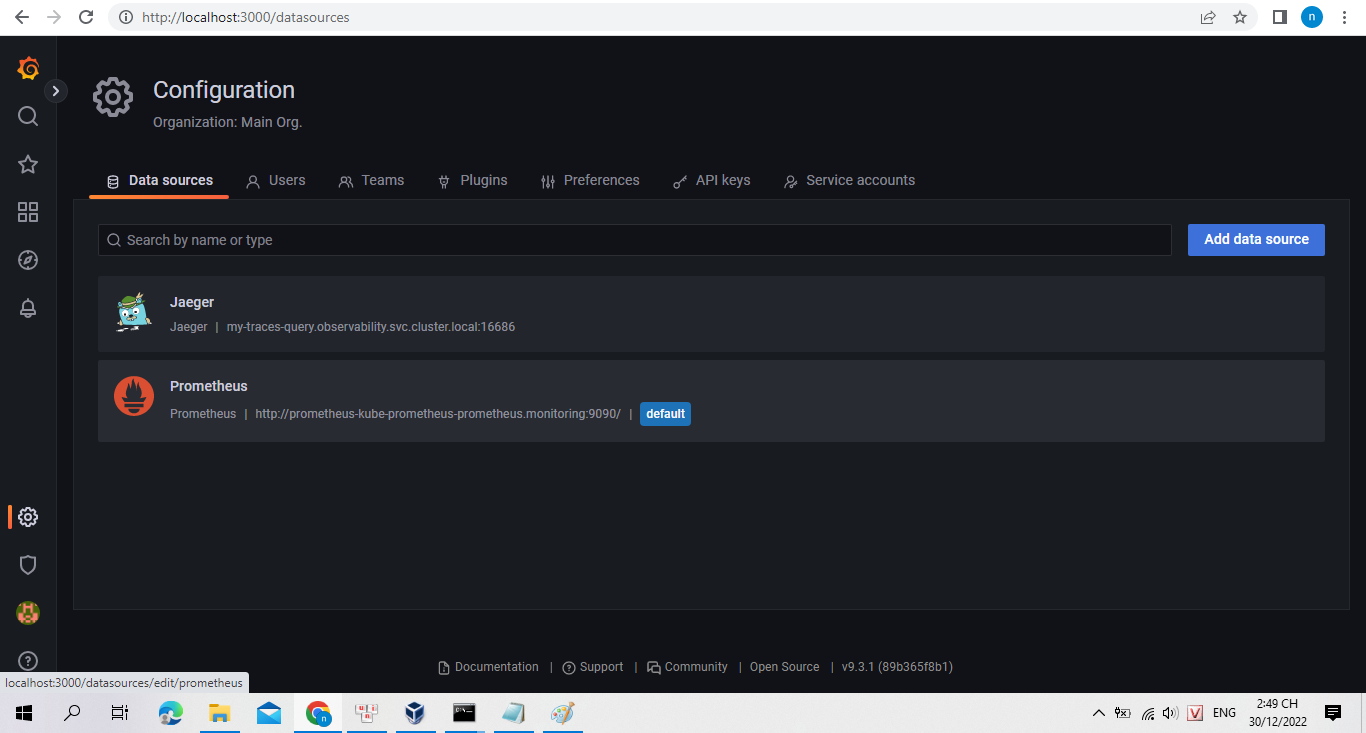 http://localhost:3000/datasources
n
Configuration
Organization: Main Org.
Data sources
Users
Teams
Plugins
Preferences
API keys
Service accounts
Search by name or type
Add data source
Jaeger
Jaeger | my-traces-query.observability.svc.cluster.local:16686
Prometheus
Prometheus | http://prometheus-kube-prometheus-prometheus.monitoring:9090/ | default
Documentation | Support | Community | Open Source | v9.3.1 (89b365f8b1)
localhost:3000/datasources/edit/prometheus
n
V
ENG
2:49 CH
30/12/2022